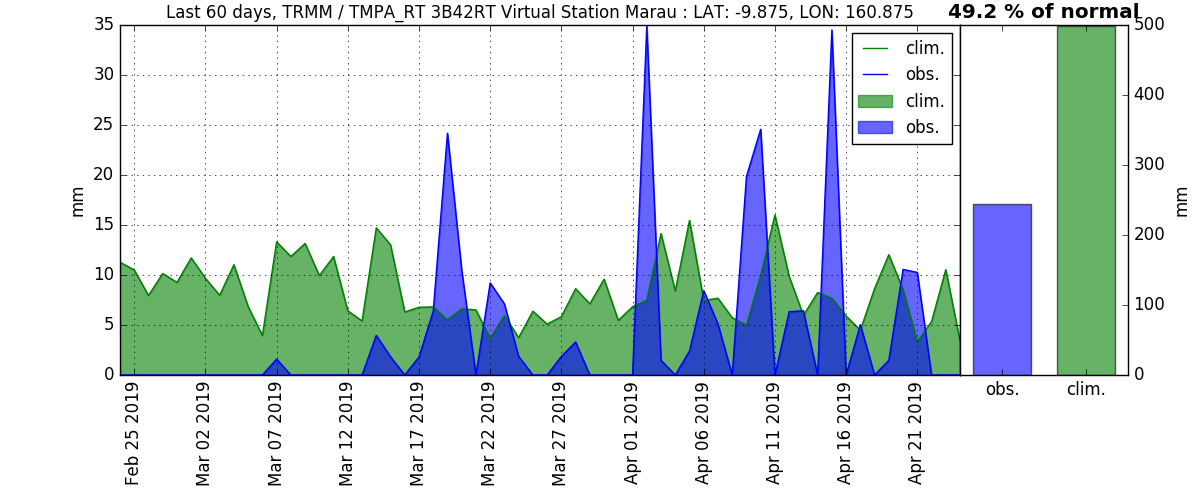 Last 60 days, TRMM / TMPA_RT 3B42RT Virtual Station Marau : LAT: -9.875, LON: 160.875
49.2 % of normal
35
30
25
20
15
10
5
0
mm
clim.
obs.
clim.
obs.
Feb 25 2019
Mar 02 2019
Mar 07 2019
Mar 12 2019
Mar 17 2019
Mar 22 2019
Mar 27 2019
Apr 01 2019
Apr 06 2019
Apr 11 2019
Apr 16 2019
Apr 21 2019
500
400
300
200
100
0
mm
obs.
clim.